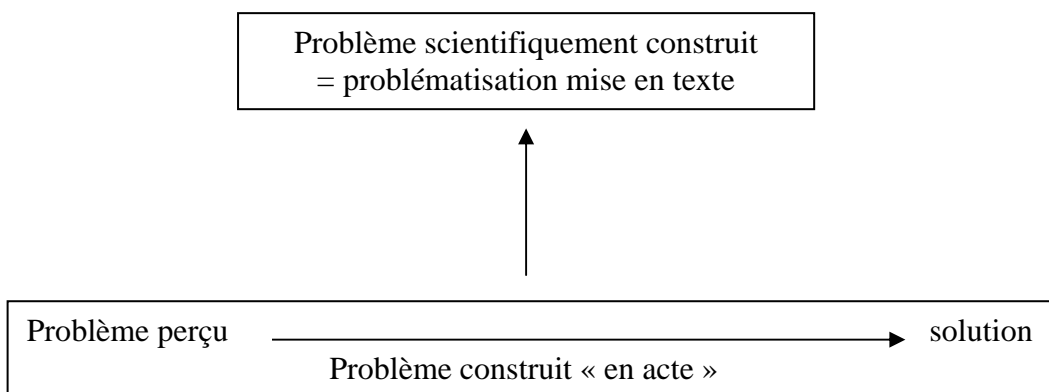 Problème scientifiquement construit
= problématisation mise en texte
Problème perçu solution
Problème construit « en acte »